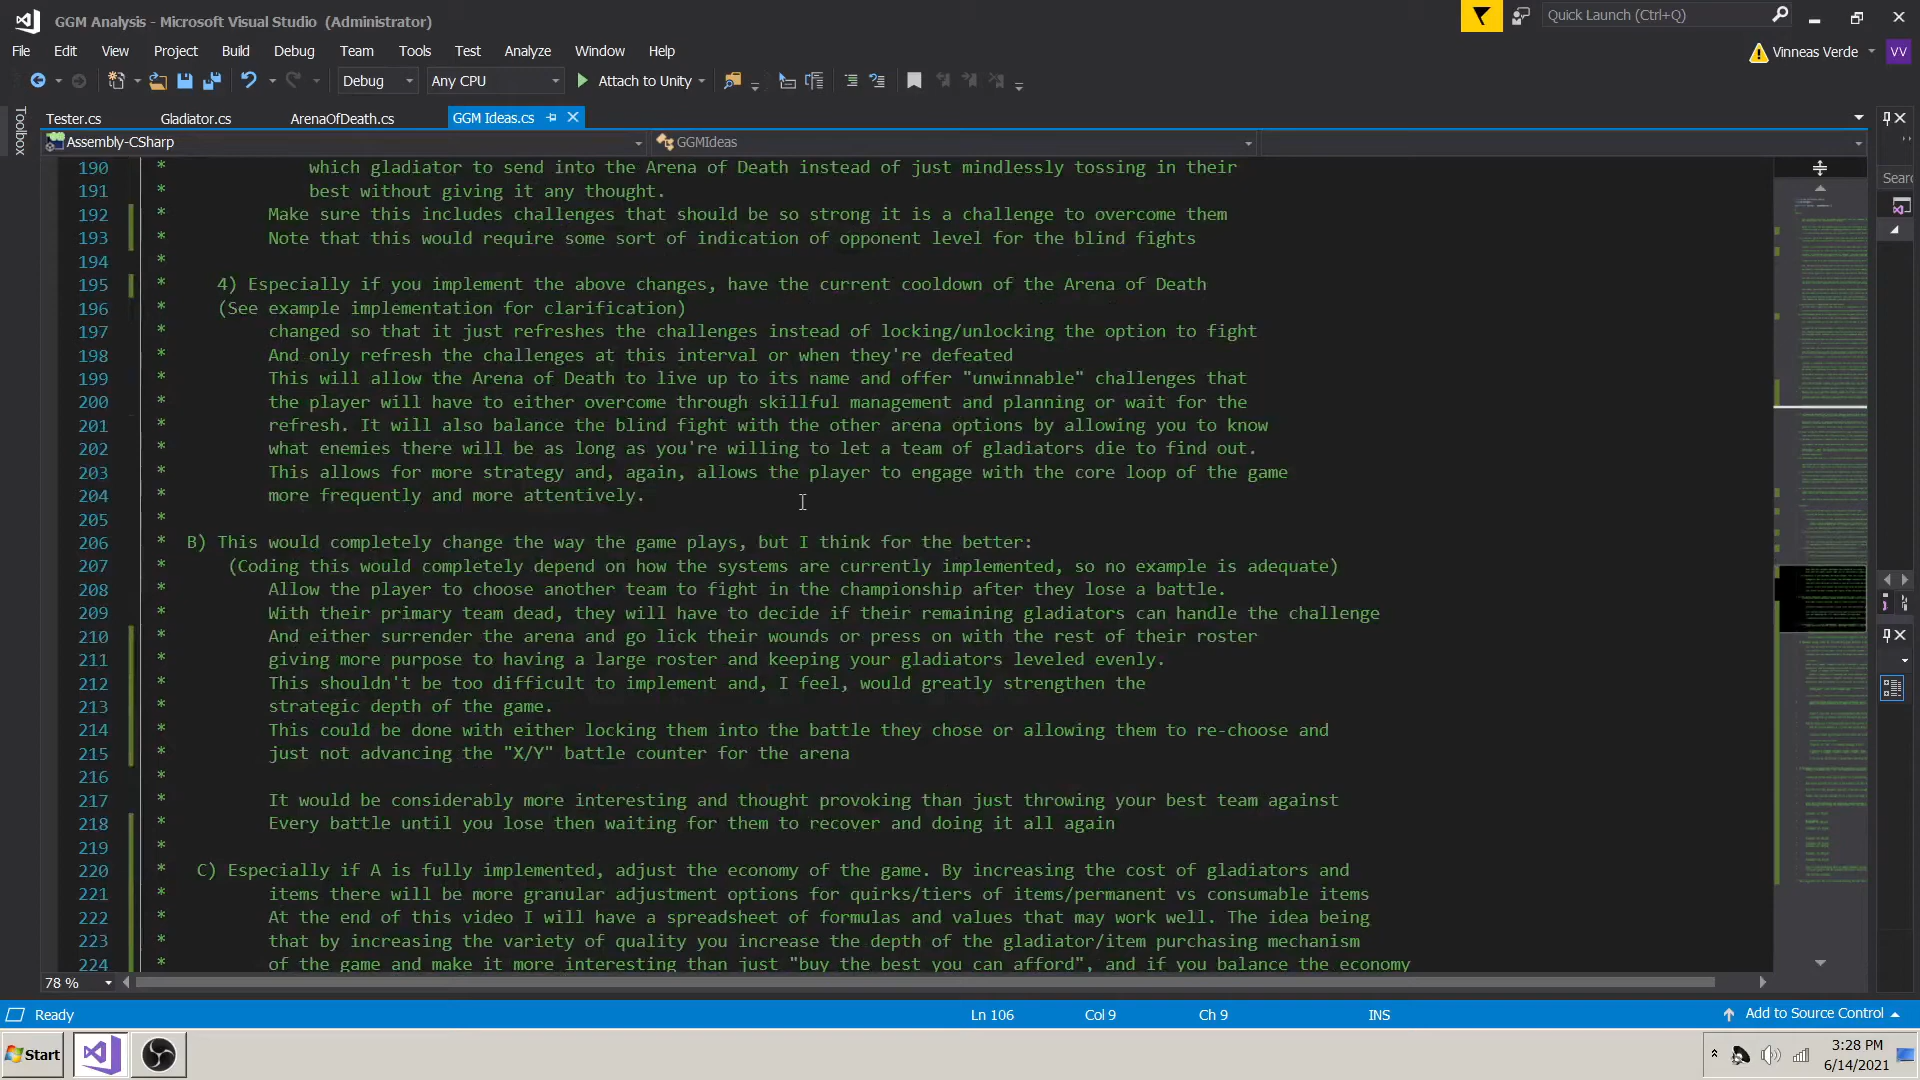 GGM Analysis - Microsoft Visual Studio (Administrator)
Quick Launch (Ctrl+Q)
File Edit View Project Build Debug Team Tools Test Analyze Window Help
Vinneas Verde VV
Debug Any CPU Attach to Unity
Toolbox
Tester.cs Gladiator.cs ArenaOfDeath.cs GGM Ideas.cs
Assembly-CSharp GGMIdeas
Searc
190 * which gladiator to send into the Arena of Death instead of just mindlessly tossing in their
191 * best without giving it any thought.
192 * Make sure this includes challenges that should be so strong it is a challenge to overcome them
193 * Note that this would require some sort of indication of opponent level for the blind fights
194 *
195 * 4) Especially if you implement the above changes, have the current cooldown of the Arena of Death
196 * (See example implementation for clarification)
197 * changed so that it just refreshes the challenges instead of locking/unlocking the option to fight
198 * And only refresh the challenges at this interval or when they're defeated
199 * This will allow the Arena of Death to live up to its name and offer "unwinnable" challenges that
200 * the player will have to either overcome through skillful management and planning or wait for the
201 * refresh. It will also balance the blind fight with the other arena options by allowing you to know
202 * what enemies there will be as long as you're willing to let a team of gladiators die to find out.
203 * This allows for more strategy and, again, allows the player to engage with the core loop of the game
204 * more frequently and more attentively.
205 *
206 * B) This would completely change the way the game plays, but I think for the better:
207 * (Coding this would completely depend on how the systems are currently implemented, so no example is adequate)
208 * Allow the player to choose another team to fight in the championship after they lose a battle.
209 * With their primary team dead, they will have to decide if their remaining gladiators can handle the challenge
210 * And either surrender the arena and go lick their wounds or press on with the rest of their roster
211 * giving more purpose to having a large roster and keeping your gladiators leveled evenly.
212 * This shouldn't be too difficult to implement and, I feel, would greatly strengthen the
213 * strategic depth of the game.
214 * This could be done with either locking them into the battle they chose or allowing them to re-choose and
215 * just not advancing the "X/Y" battle counter for the arena
216 *
217 * It would be considerably more interesting and thought provoking than just throwing your best team against
218 * Every battle until you lose then waiting for them to recover and doing it all again
219 *
220 * C) Especially if A is fully implemented, adjust the economy of the game. By increasing the cost of gladiators and
221 * items there will be more granular adjustment options for quirks/tiers of items/permanent vs consumable items
222 * At the end of this video I will have a spreadsheet of formulas and values that may work well. The idea being
223 * that by increasing the variety of quality you increase the depth of the gladiator/item purchasing mechanism
224 * of the game and make it more interesting than just "buy the best you can afford", and if you balance the economy
78 %
Ready Ln 106 Col 9 Ch 9 INS Add to Source Control
Start
3:28 PM
6/14/2021